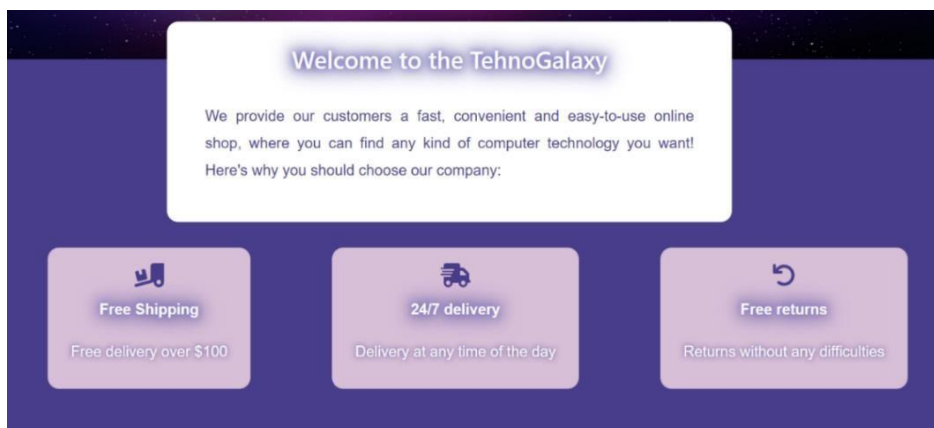 Welcome to the TehnoGalaxy
We provide our customers a fast, convenient and easy-to-use online
shop, where you can find any kind of computer technology you want!
Here's why you should choose our company:
Free Shipping
Free delivery over $100
24/7 delivery
Delivery at any time of the day
Free returns
Returns without any difficulties